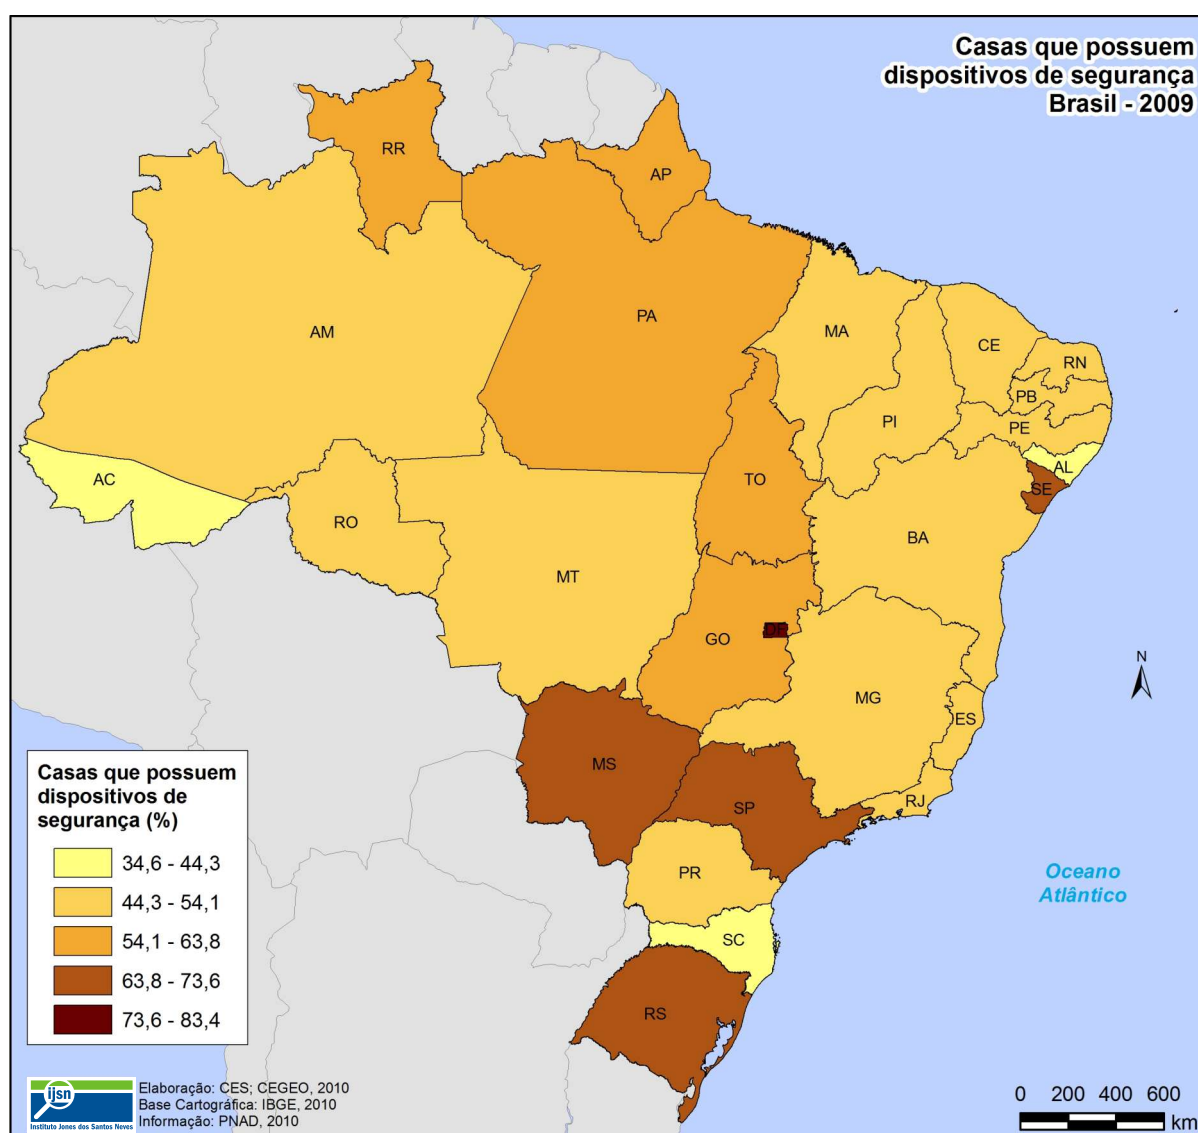 Casas que possuem
dispositivos de segurança
Brasil - 2009
RR
AP
AM
PA
MA
CE
RN
PB
PI
PE
AC
TO
AL
SE
RO
BA
MT
GO
DF
N
MG
ES
MS
SP
RJ
PR
SC
RS
Oceano
Atlântico
Casas que possuem
dispositivos de
segurança (%)
34,6 - 44,3
44,3 - 54,1
54,1 - 63,8
63,8 - 73,6
73,6 - 83,4
ijsn
Instituto Jones dos Santos Neves
Elaboração: CES; CEGEO, 2010
Base Cartográfica: IBGE, 2010
Informação: PNAD, 2010
0 200 400 600
km